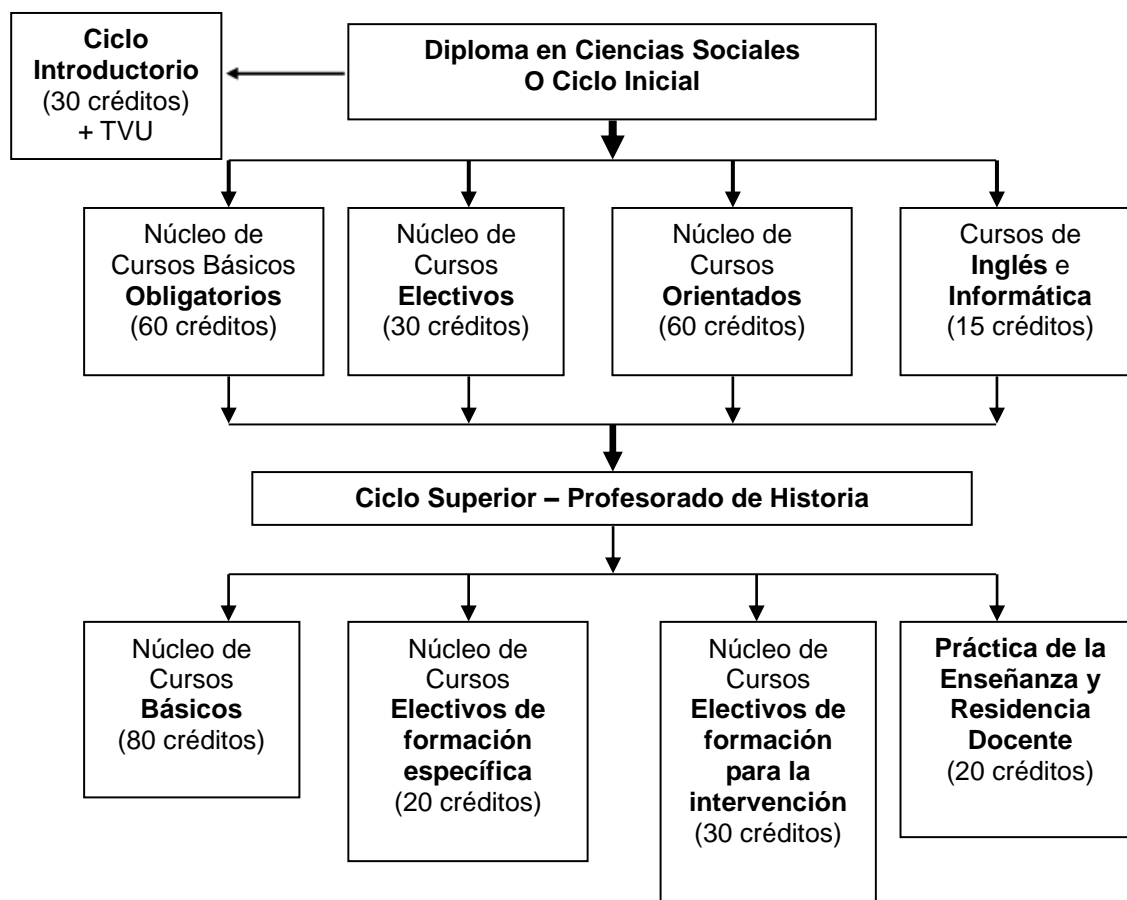 Ciclo
Introductorio
(30 créditos)
+ TVU
Diploma en Ciencias Sociales
O Ciclo Inicial
Núcleo de
Cursos Básicos
Obligatorios
(60 créditos)
Núcleo de
Cursos
Electivos
(30 créditos)
Núcleo de
Cursos
Orientados
(60 créditos)
Cursos de
Inglés e
Informática
(15 créditos)
Ciclo Superior – Profesorado de Historia
Núcleo de
Cursos
Básicos
(80 créditos)
Núcleo de
Cursos
Electivos de
formación
específica
(20 créditos)
Núcleo de
Cursos
Electivos de
formación
para la
intervención
(30 créditos)
Práctica de la
Enseñanza y
Residencia
Docente
(20 créditos)